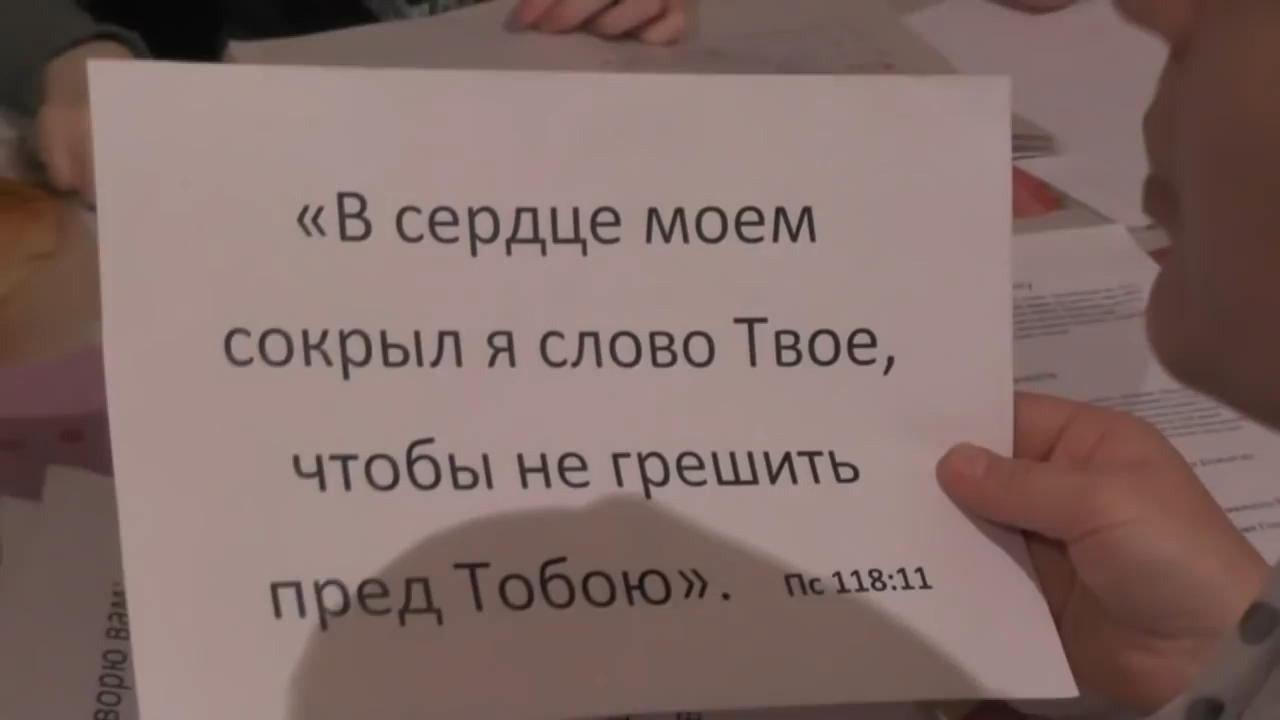 «В сердце моем
сокрыл я слово Твое,
чтобы не грешить
пред Тобою». Пс 118:11